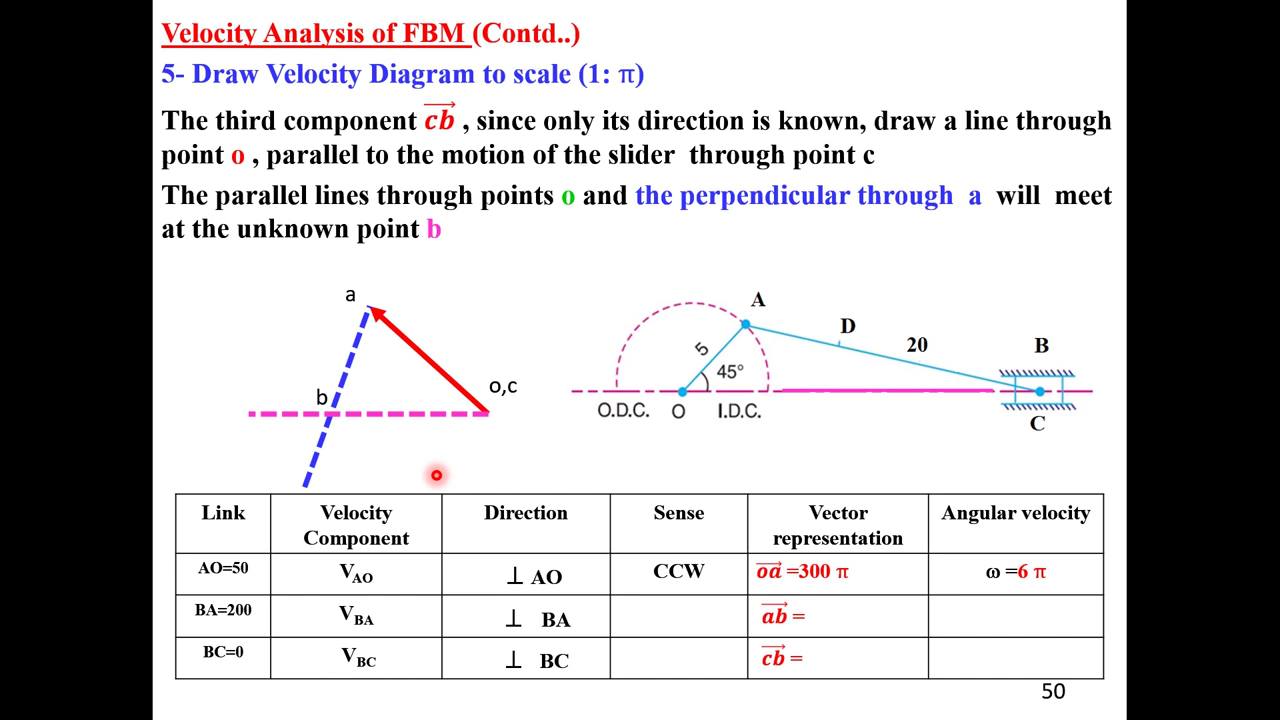 Velocity Analysis of FBM (Contd..)
5- Draw Velocity Diagram to scale (1: π)
The third component cb⃗ , since only its direction is known, draw a line through
point o , parallel to the motion of the slider through point c
The parallel lines through points o and the perpendicular through a will meet
at the unknown point b
a
b
o,c
A
D
20
B
5
45°
O.D.C.
O
I.D.C.
C
Link
Velocity
Component
Direction
Sense
Vector
representation
Angular velocity
AO=50
VAO
⊥ AO
CCW
oa⃗ =300 π
ω =6 π
BA=200
VBA
⊥ BA
ab⃗ =
BC=0
VBC
⊥ BC
cb⃗ =
50